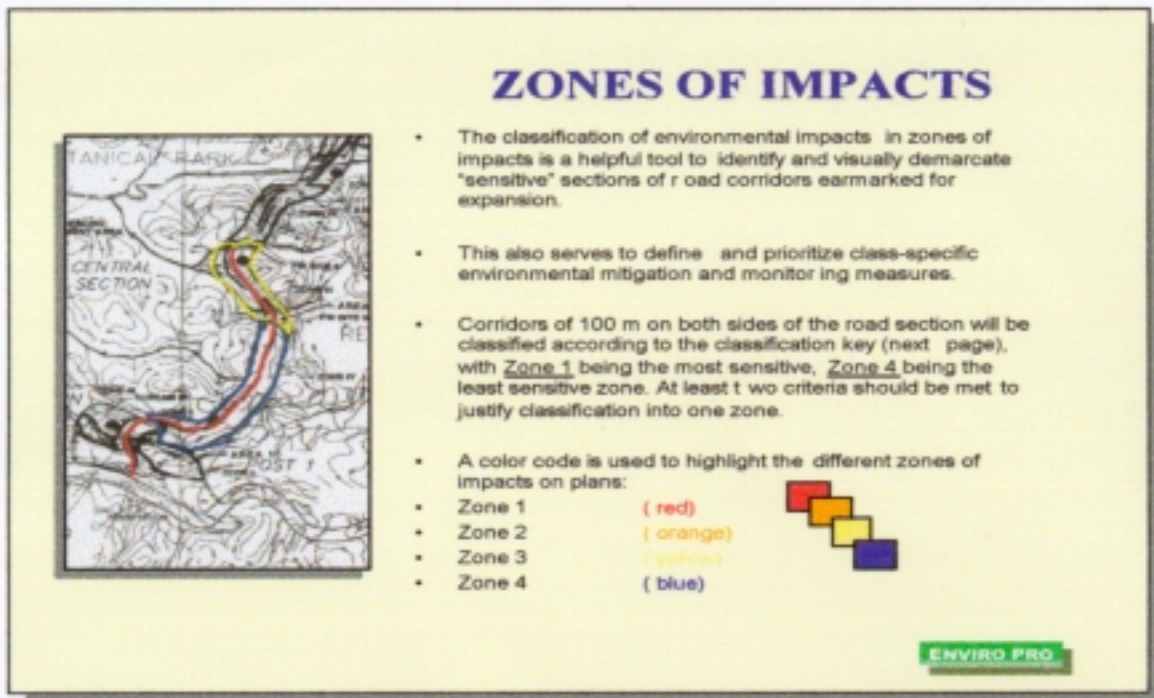 ZONES OF IMPACTS
• The classification of environmental impacts in zones of
impacts is a helpful tool to identify and visually demarcate
"sensitive" sections of r oad corridors earmarked for
expansion.
• This also serves to define and prioritize class-specific
environmental mitigation and monitor ing measures.
• Corridors of 100 m on both sides of the road section will be
classified according to the classification key (next page),
with Zone 1 being the most sensitive, Zone 4 being the
least sensitive zone. At least t wo criteria should be met to
justify classification into one zone.
• A color code is used to highlight the different zones of
impacts on plans:
• Zone 1 ( red)
• Zone 2 ( orange)
• Zone 3 ( yellow)
• Zone 4 ( blue)
TANICAL PARK
CENTRAL
SECTION
RE
POST 1
ENVIRO PRO